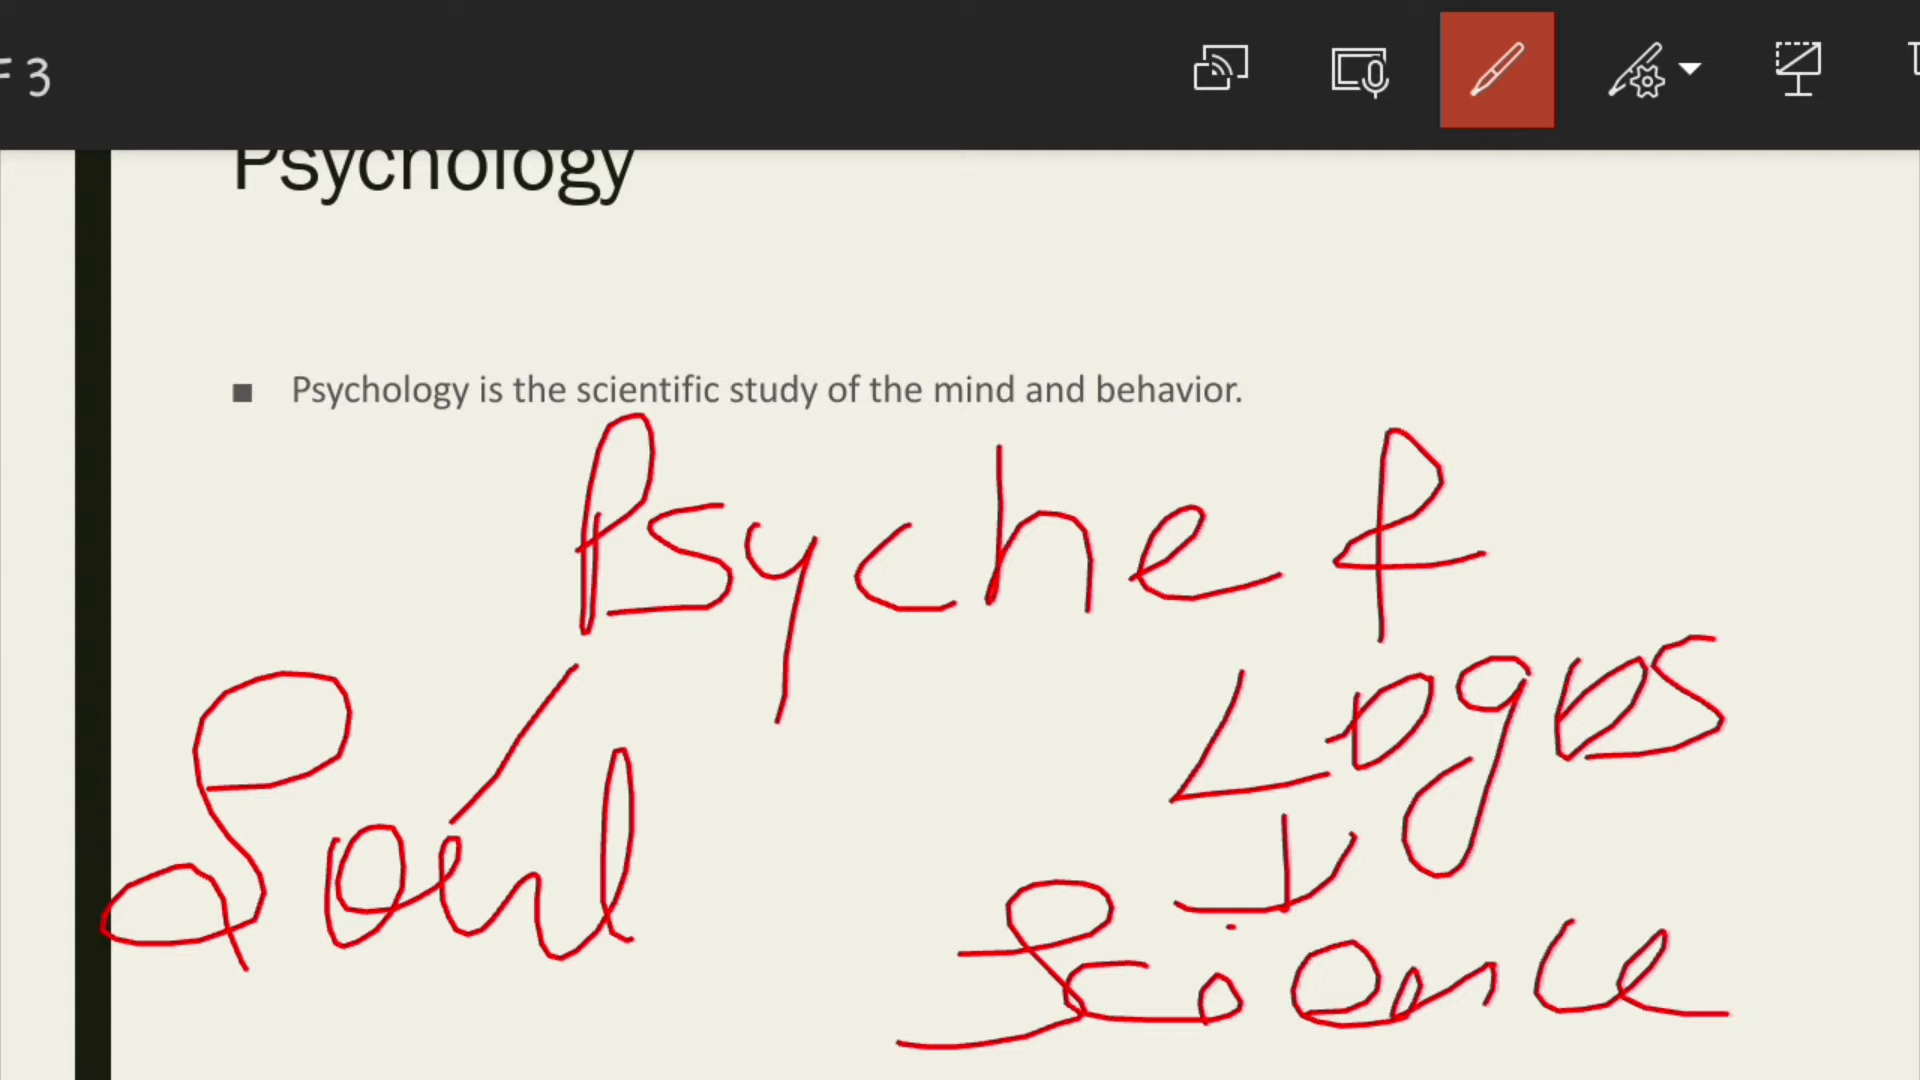 F 3
Psychology
■ Psychology is the scientific study of the mind and behavior.
Psyche &
Logos
Soul
Science